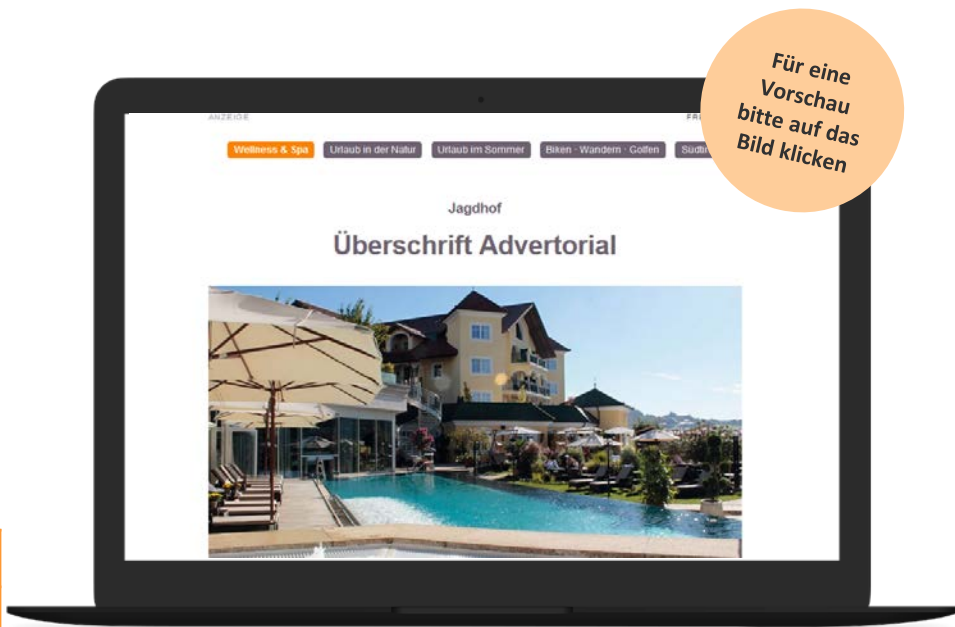 Für eine
Vorschau
bitte auf das
Bild klicken
ANZEIGE
Wellness & Spa
Urlaub in der Natur
Urlaub im Sommer
Biken · Wandern · Golfen
Jagdhof
Überschrift Advertorial